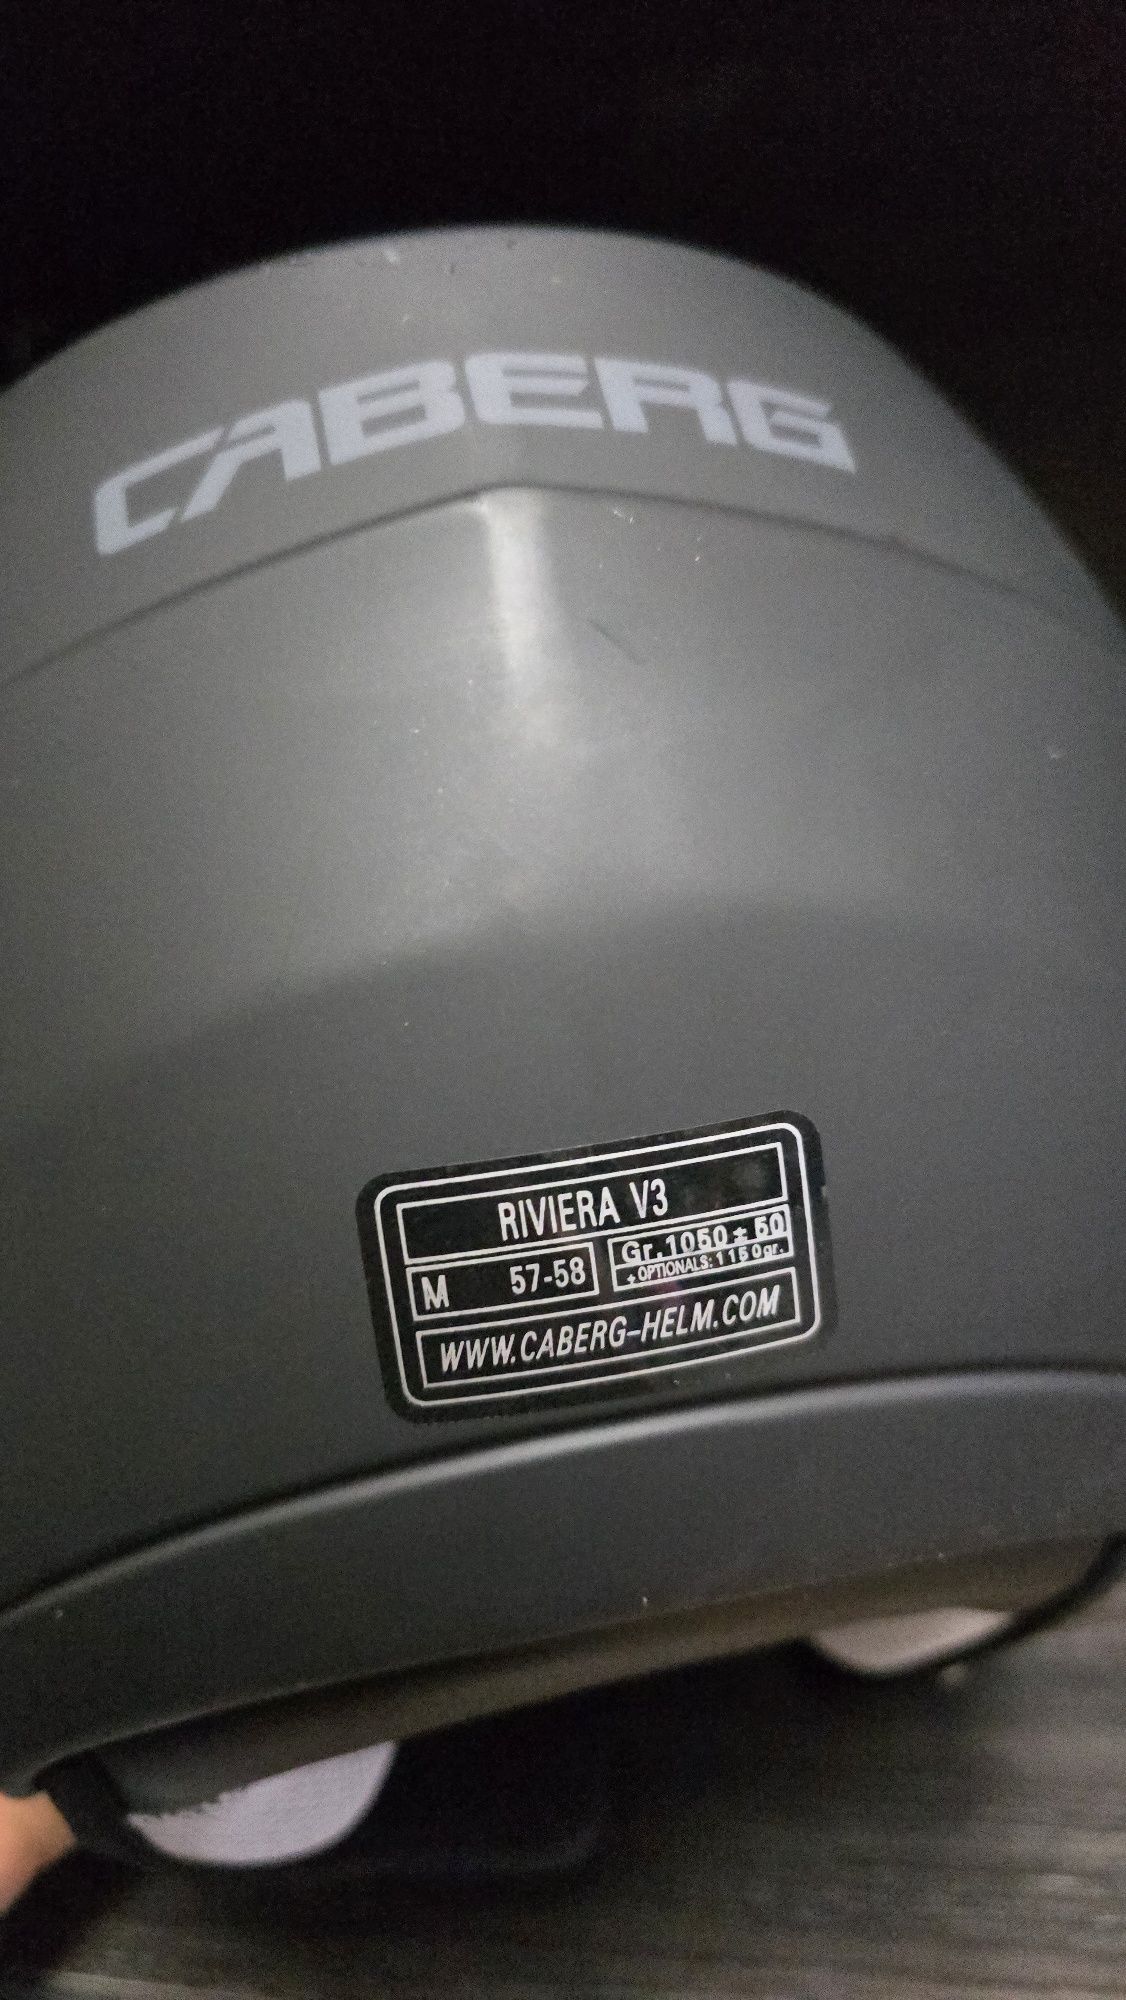 CABERG
RIVIERA V3
M 57-58
Gr.1050 ± 50
+OPTIONALS:1150gr.
WWW.CABERG-HELM.COM